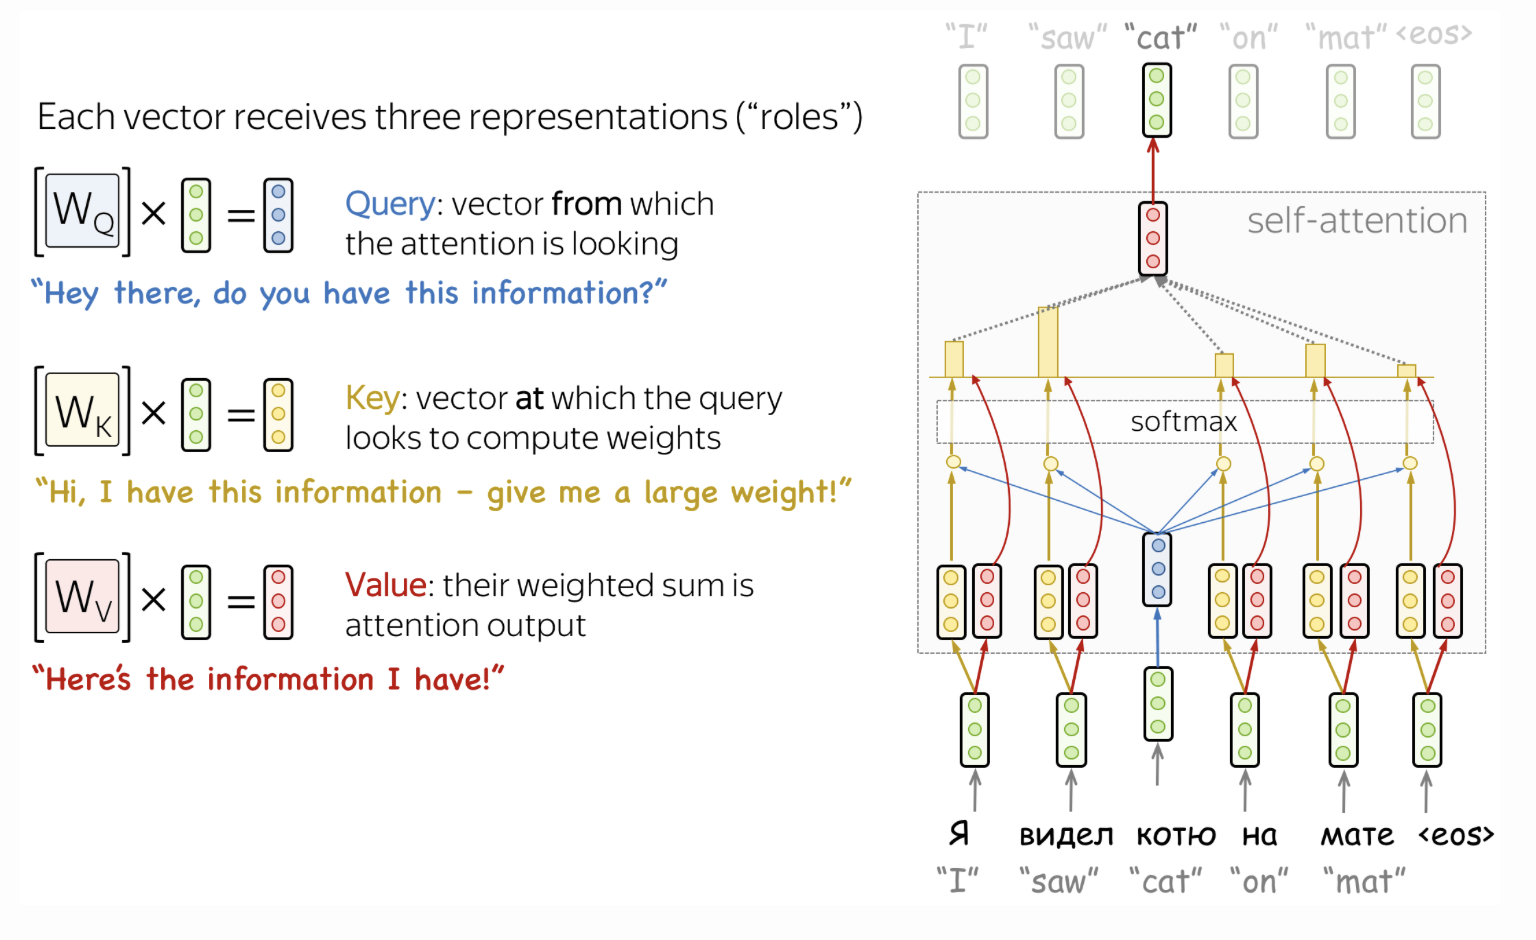 Each vector receives three representations (“roles”)
[W_Q] × =
Query: vector from which
the attention is looking
“Hey there, do you have this information?”
[W_K] × =
Key: vector at which the query
looks to compute weights
“Hi, I have this information – give me a large weight!”
[W_V] × =
Value: their weighted sum is
attention output
“Here’s the information I have!”
“I” “saw” “cat” “on” “mat” <eos>
self-attention
softmax
Я видел котю на мате <eos>
“I” “saw” “cat” “on” “mat”